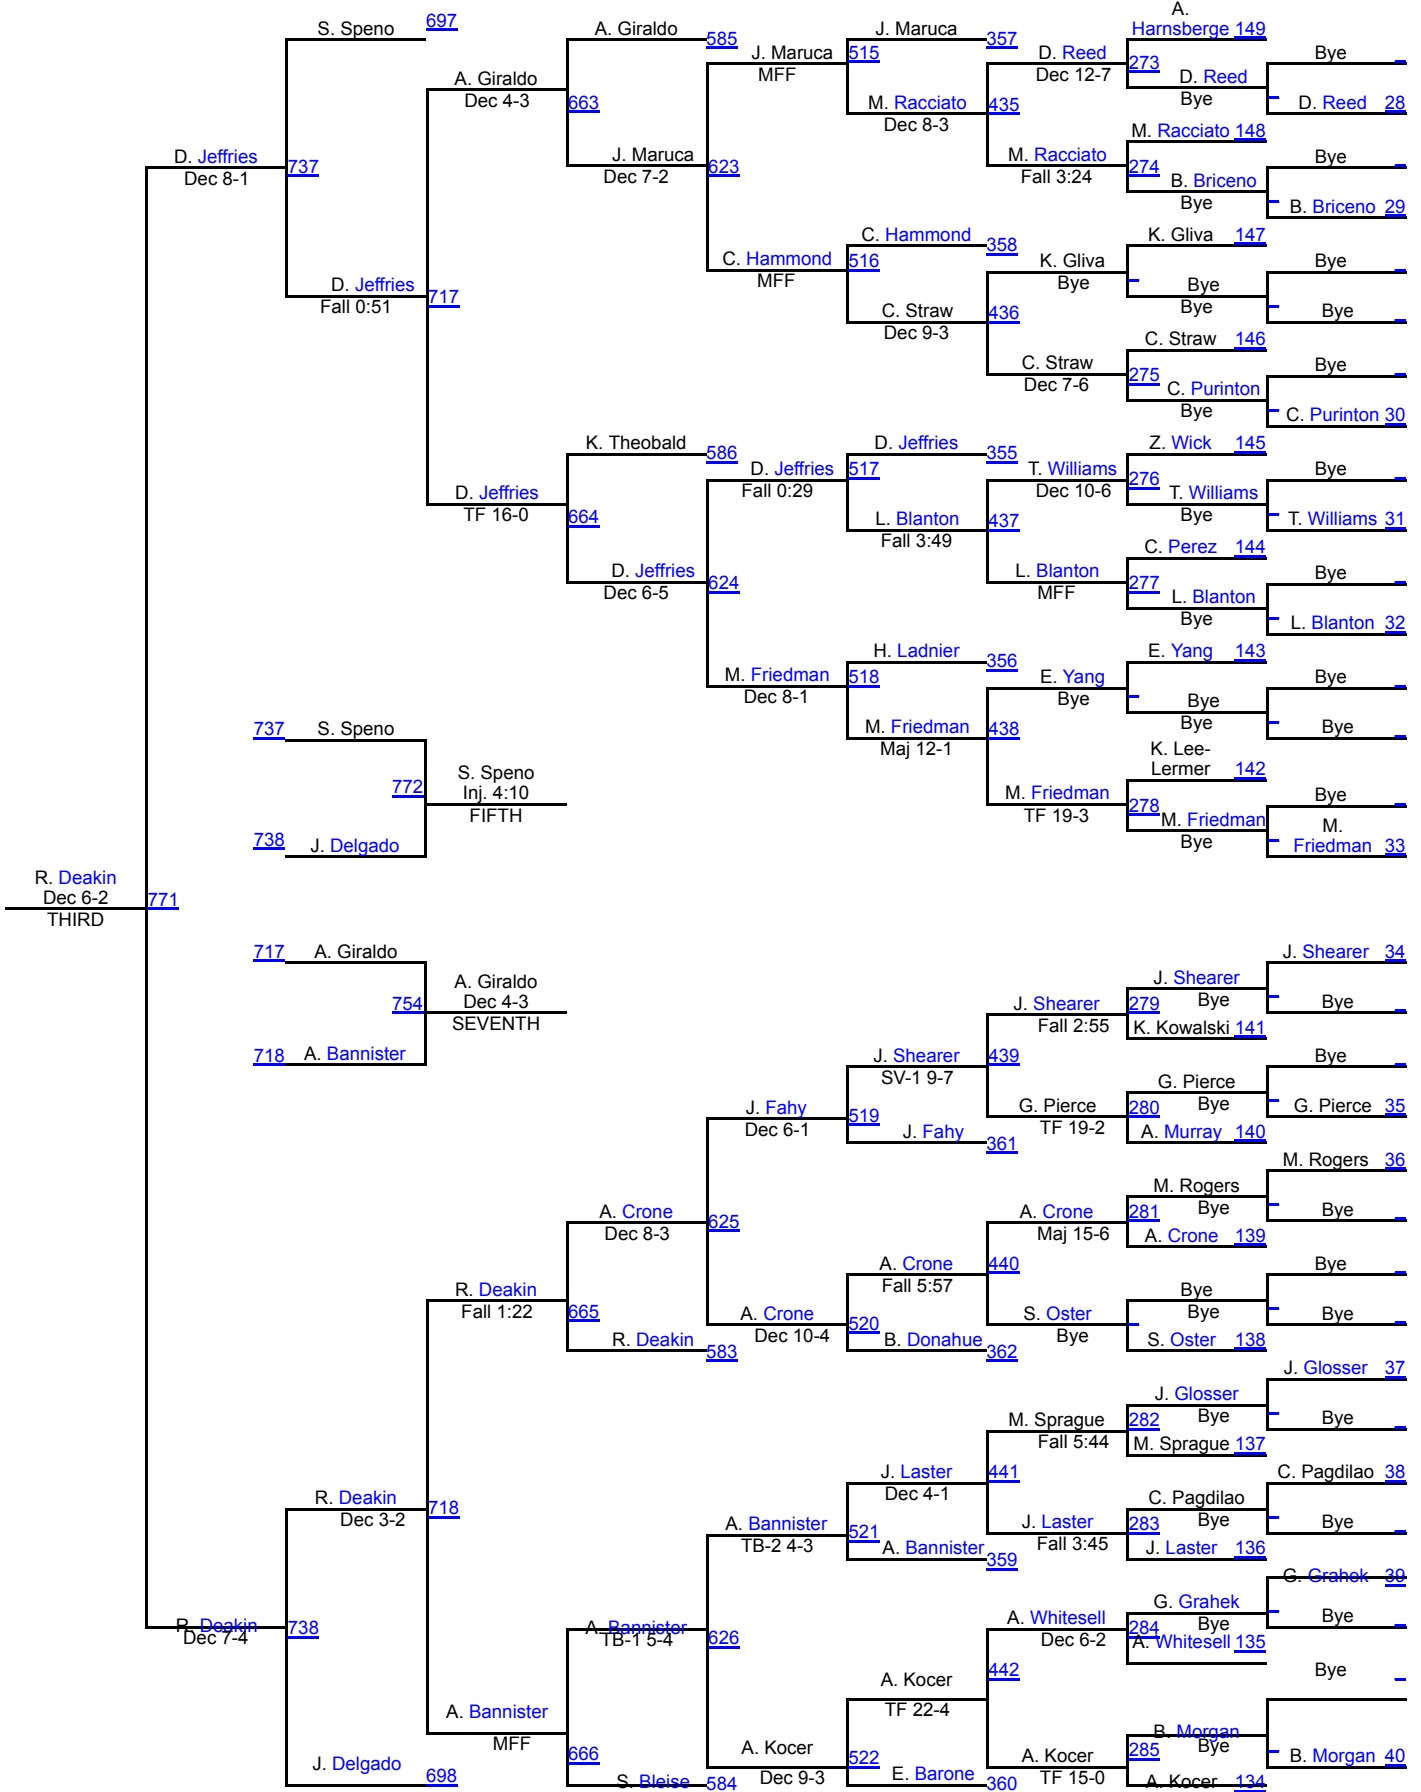 A.
Harnsberge 149
S. Speno 697
A. Giraldo 585
J. Maruca 357
J. Maruca 515
MFF
D. Reed
Dec 12-7
273
D. Reed
Bye
Bye
D. Reed 28
A. Giraldo
Dec 4-3
663
M. Racciato 435
Dec 8-3
M. Racciato 148
Bye
D. Jeffries
Dec 8-1
737
J. Maruca
Dec 7-2
623
M. Racciato
Fall 3:24
274
B. Briceno
Bye
B. Briceno 29
C. Hammond 358
K. Gliva 147
C. Hammond 516
MFF
K. Gliva
Bye
Bye
Bye
Bye
Bye
D. Jeffries
Fall 0:51
717
C. Straw 436
Dec 9-3
C. Straw 146
Bye
C. Straw
Dec 7-6
275
C. Purinton
Bye
C. Purinton 30
K. Theobald 586
D. Jeffries 355
Z. Wick 145
D. Jeffries 517
Fall 0:29
T. Williams
Dec 10-6
276
T. Williams
Bye
Bye
T. Williams 31
D. Jeffries
TF 16-0
664
L. Blanton 437
Fall 3:49
C. Perez 144
D. Jeffries
Dec 6-5
624
L. Blanton
MFF
277
L. Blanton
Bye
Bye
L. Blanton 32
H. Ladnier 356
E. Yang 143
M. Friedman 518
Dec 8-1
E. Yang
Bye
Bye
Bye
Bye
Bye
737 S. Speno
M. Friedman 438
Maj 12-1
K. Lee-
Lermer 142
772
S. Speno
Inj. 4:10
FIFTH
M. Friedman
TF 19-3
278
M. Friedman
Bye
Bye
M.
Friedman 33
738 J. Delgado
R. Deakin
Dec 6-2
THIRD
771
717 A. Giraldo
J. Shearer 34
754
A. Giraldo
Dec 4-3
SEVENTH
J. Shearer
Fall 2:55
279
J. Shearer
Bye
Bye
K. Kowalski 141
718 A. Bannister
J. Shearer 439
SV-1 9-7
Bye
J. Fahy
Dec 6-1
519
G. Pierce
TF 19-2
280
G. Pierce
Bye
G. Pierce 35
J. Fahy 361
A. Murray 140
M. Rogers 36
A. Crone
Dec 8-3
625
A. Crone
Maj 15-6
281
M. Rogers
Bye
Bye
A. Crone 139
A. Crone 440
Fall 5:57
Bye
R. Deakin
Fall 1:22
665
A. Crone
Dec 10-4
520
S. Oster
Bye
Bye
Bye
Bye
R. Deakin 583
B. Donahue 362
S. Oster 138
J. Glosser 37
M. Sprague
Fall 5:44
282
J. Glosser
Bye
Bye
M. Sprague 137
J. Laster 441
Dec 4-1
C. Pagdilao 38
R. Deakin
Dec 3-2
718
A. Bannister
TB-2 4-3
521
J. Laster
Fall 3:45
283
C. Pagdilao
Bye
Bye
A. Bannister 359
J. Laster 136
G. Grahek 39
R. Deakin
Dec 7-4
738
A. Bannister
TB-1 5-4
626
A. Whitesell
Dec 6-2
284
G. Grahek
Bye
Bye
A. Whitesell 135
A. Kocer 442
TF 22-4
Bye
A. Bannister
MFF
666
A. Kocer
Dec 9-3
522
A. Kocer
TF 15-0
285
B. Morgan
Bye
B. Morgan 40
J. Delgado 698
S. Bleise 584
E. Barone 360
A. Kocer 134